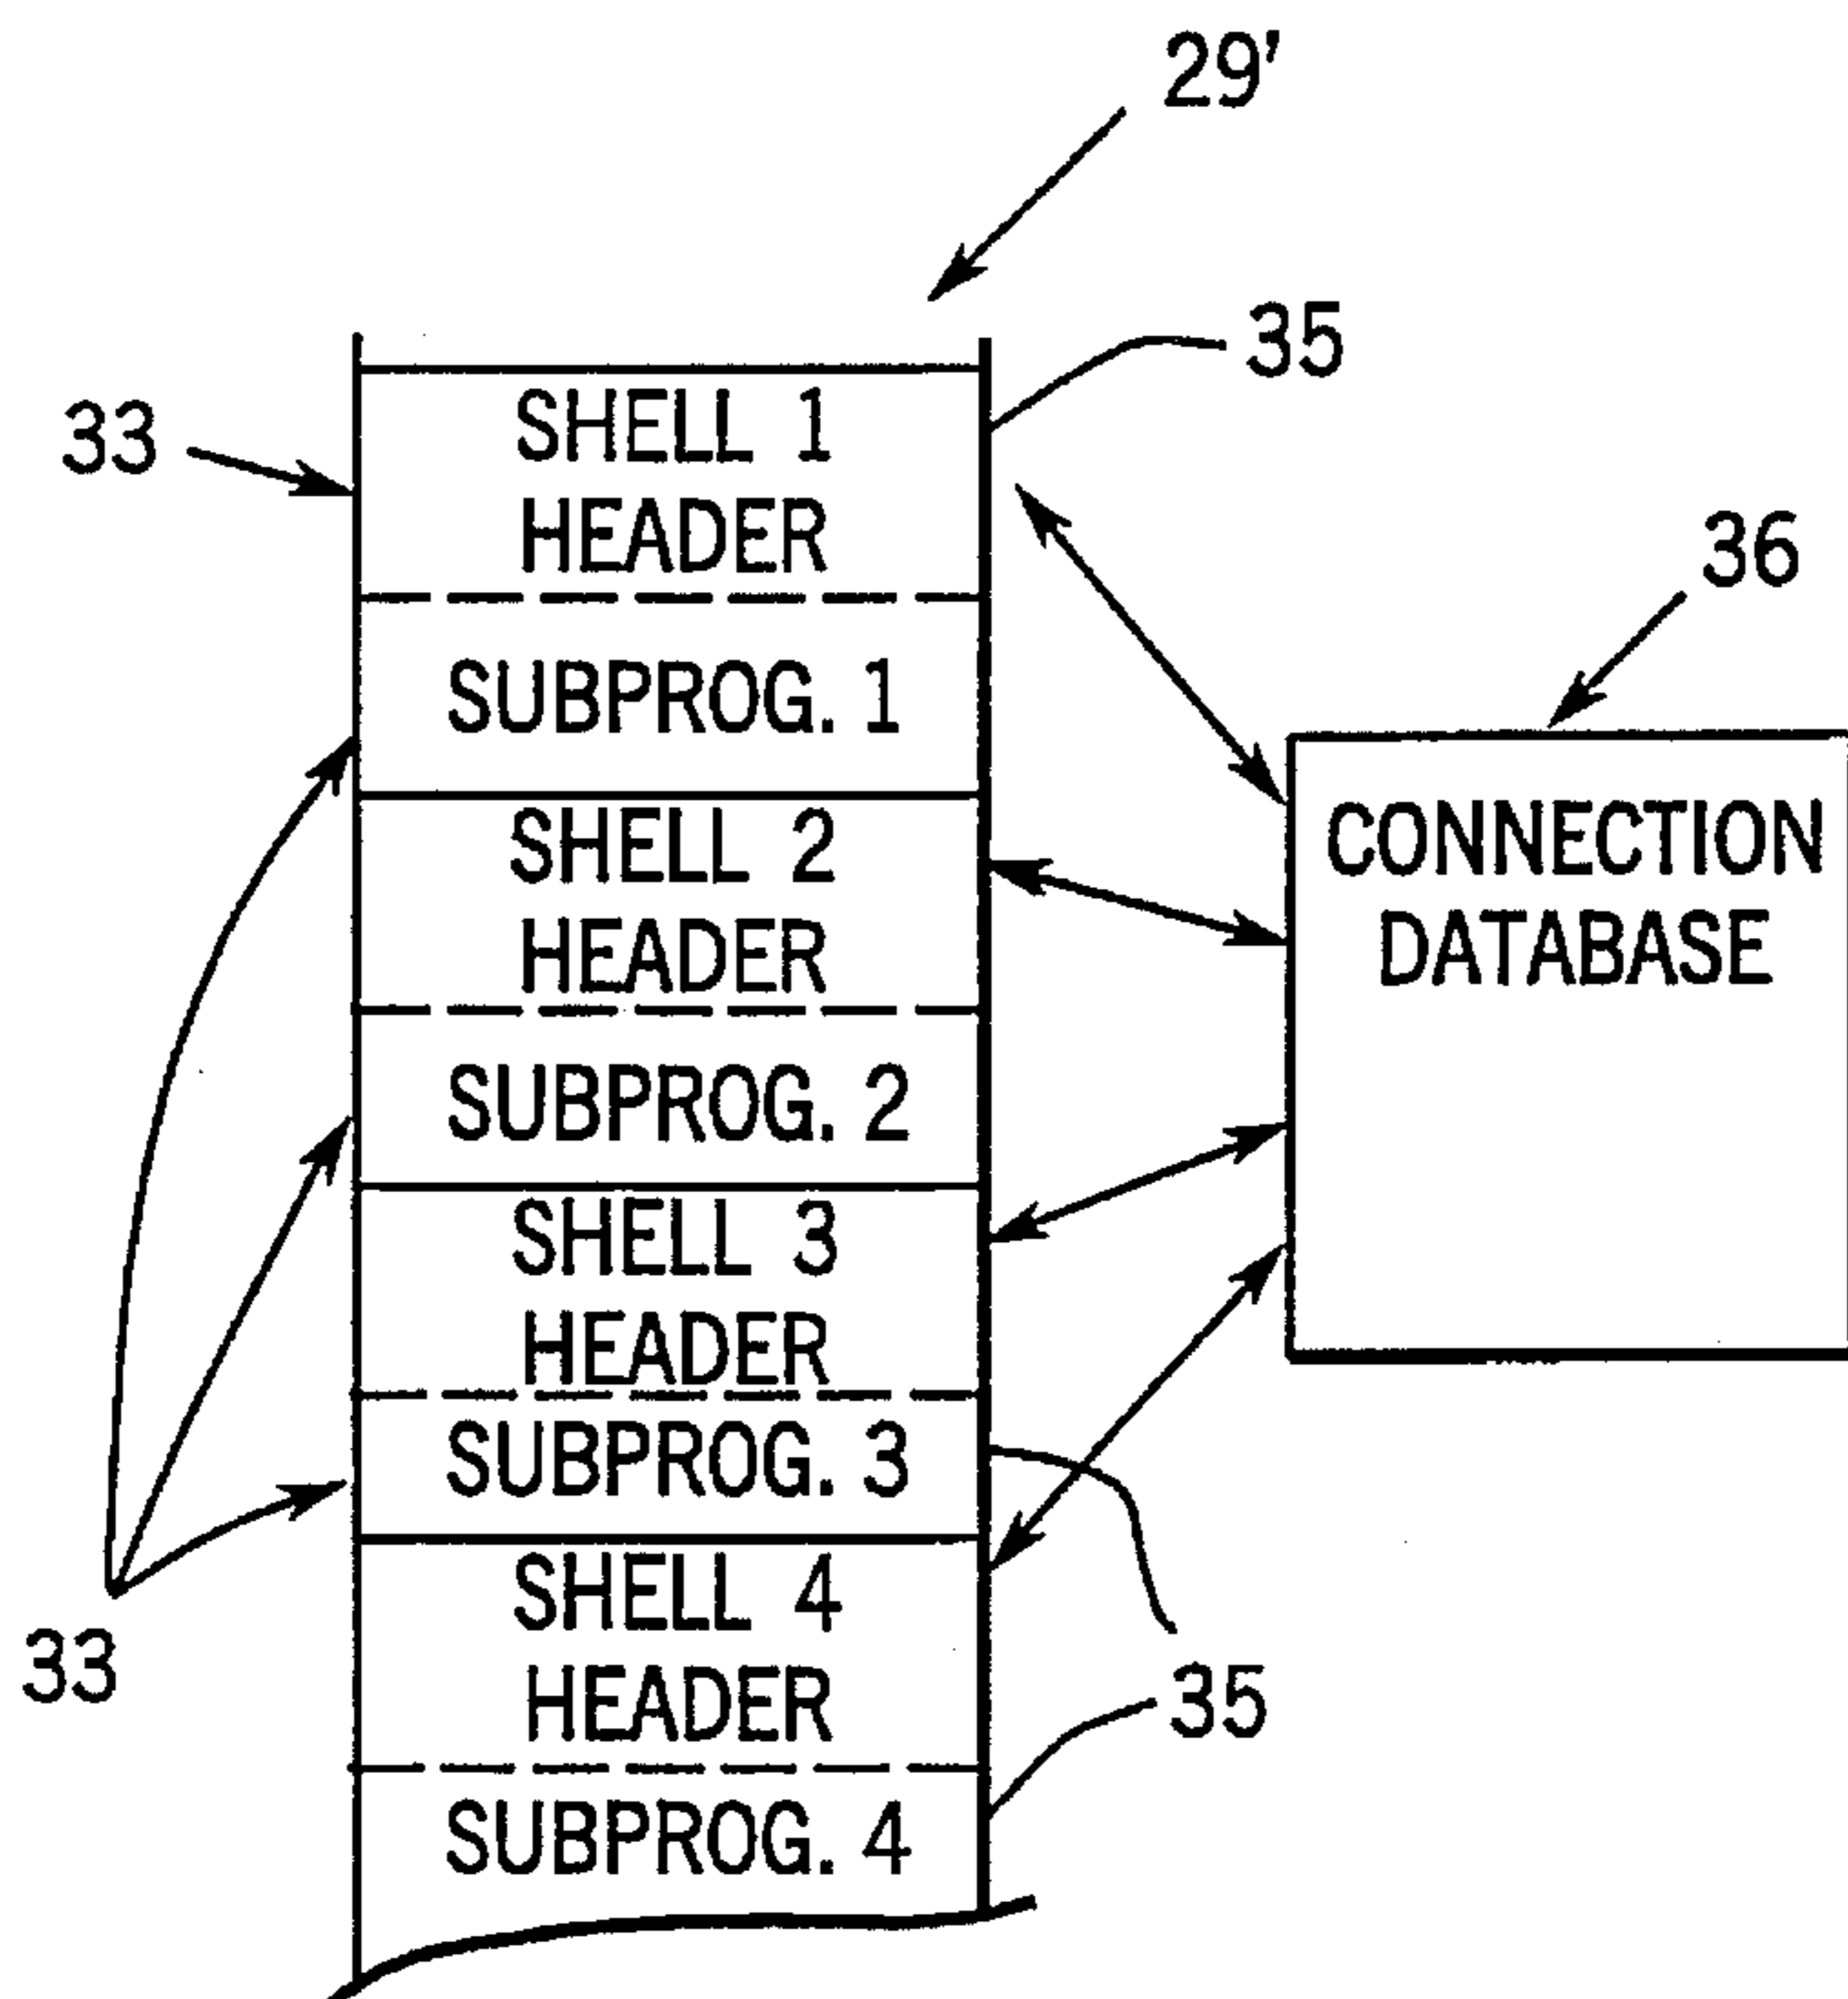 29'
35
33
SHELL 1
HEADER
36
SUBPROG. 1
SHELL 2
HEADER
CONNECTION
DATABASE
SUBPROG. 2
SHELL 3
HEADER
SUBPROG. 3
SHELL 4
HEADER
33
35
SUBPROG. 4